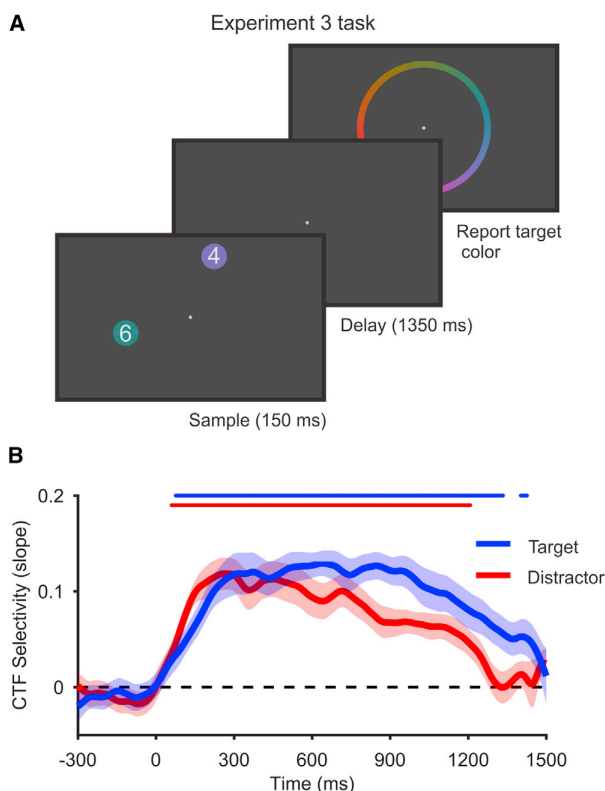 A
Experiment 3 task
4
6
Report target
color
Delay (1350 ms)
Sample (150 ms)
B
CTF Selectivity (slope)
0.2
0.1
0
Target
Distractor
-300
0
300
600
900
1200
1500
Time (ms)